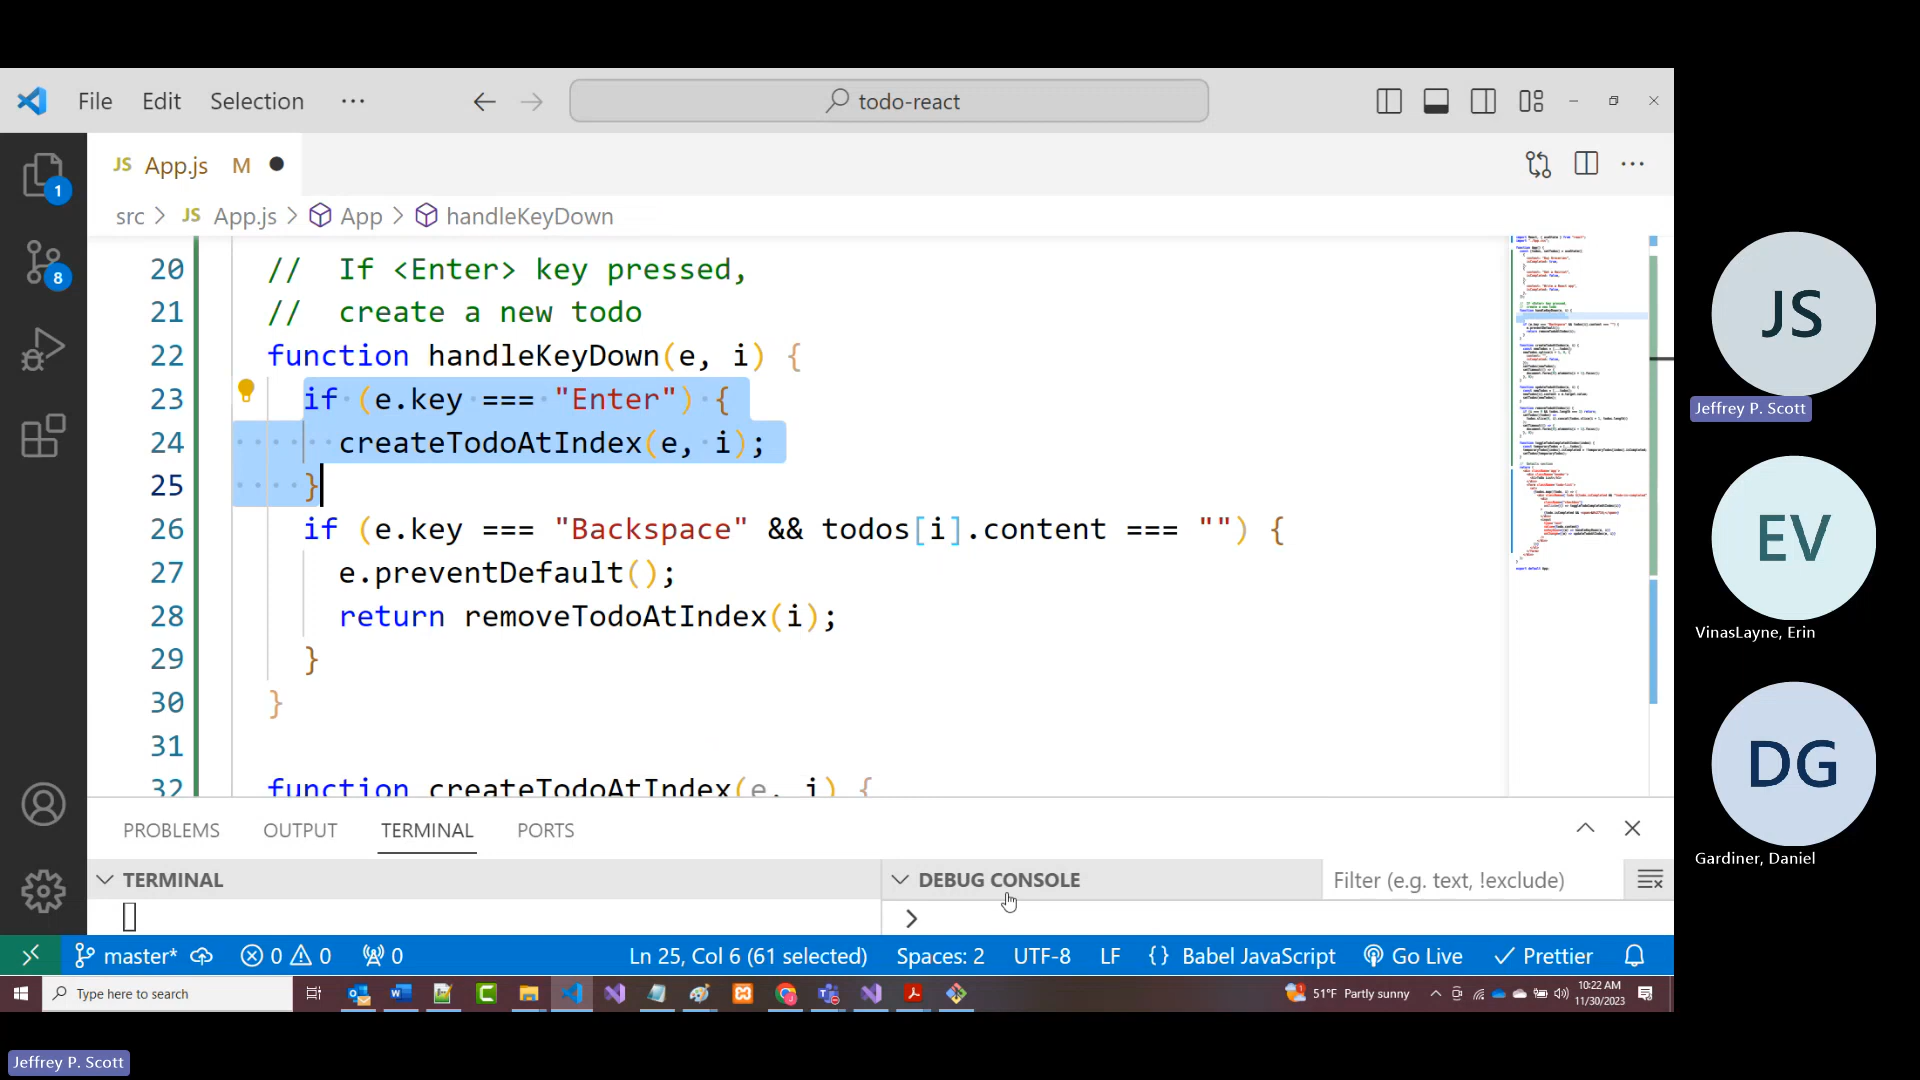 File Edit Selection ···
todo-react
JS App.js M
src > JS App.js > App > handleKeyDown
20 // If <Enter> key pressed,
21 // create a new todo
22 function handleKeyDown(e, i) {
23 if (e.key === "Enter") {
24 createTodoAtIndex(e, i);
25 }
26 if (e.key === "Backspace" && todos[i].content === "") {
27 e.preventDefault();
28 return removeTodoAtIndex(i);
29 }
30 }
31
32 function createTodoAtIndex(e, i) {
1
8
PROBLEMS OUTPUT TERMINAL PORTS
TERMINAL
DEBUG CONSOLE
Filter (e.g. text, !exclude)
>
master* 0 0 0
Ln 25, Col 6 (61 selected) Spaces: 2 UTF-8 LF {} Babel JavaScript Go Live Prettier
Type here to search
51°F Partly sunny
10:22 AM
11/30/2023
JS
Jeffrey P. Scott
EV
VinasLayne, Erin
DG
Gardiner, Daniel
Jeffrey P. Scott